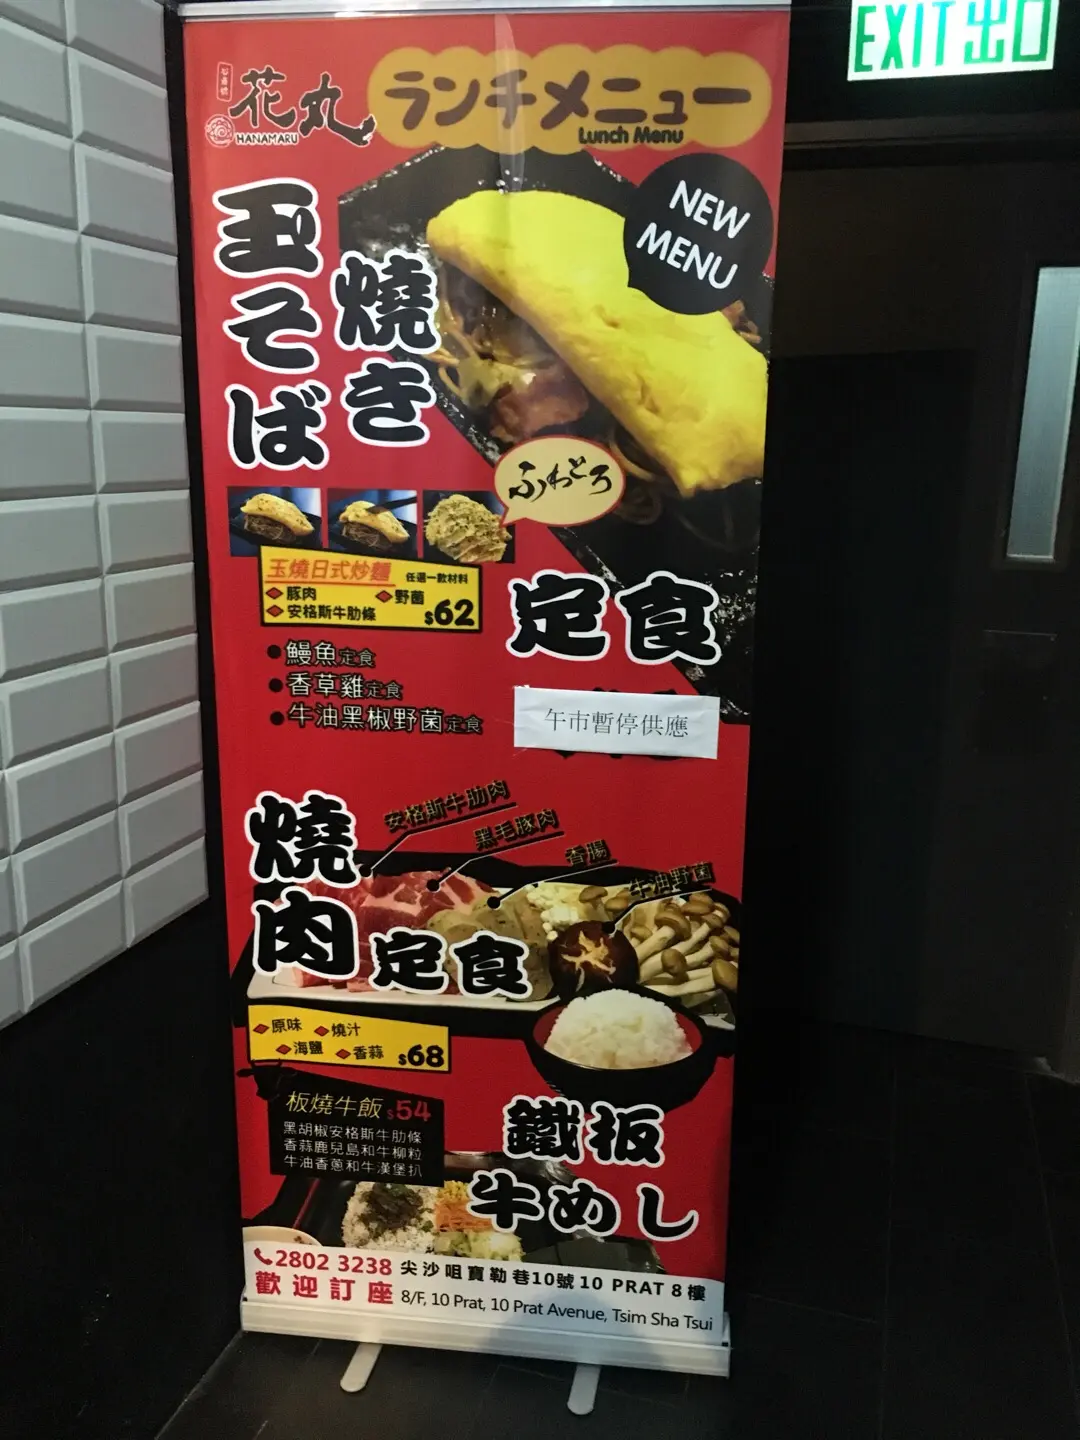 EXIT 出口
花丸
HANAMARU
ランチメニュー
Lunch Menu
NEW
MENU
玉そば
焼き
ふわとろ
玉燒日式炒麵 任選一款材料
豚肉 野菌
安格斯牛肋條 $62
定食
鰻魚定食
香草雞定食
牛油黑椒野菌定食
午市暫停供應
燒肉定食
安格斯牛肋肉
黑毛豚肉
香腸
牛油野菌
原味 燒汁
海鹽 香蒜 $68
板燒牛飯 $54
黑胡椒安格斯牛肋條
香蒜鹿兒島和牛柳粒
牛油香蔥和牛漢堡扒
鐵板
牛めし
2802 3238 尖沙咀寶勒巷10號10 PRAT 8樓
歡迎訂座 8/F, 10 Prat, 10 Prat Avenue, Tsim Sha Tsui